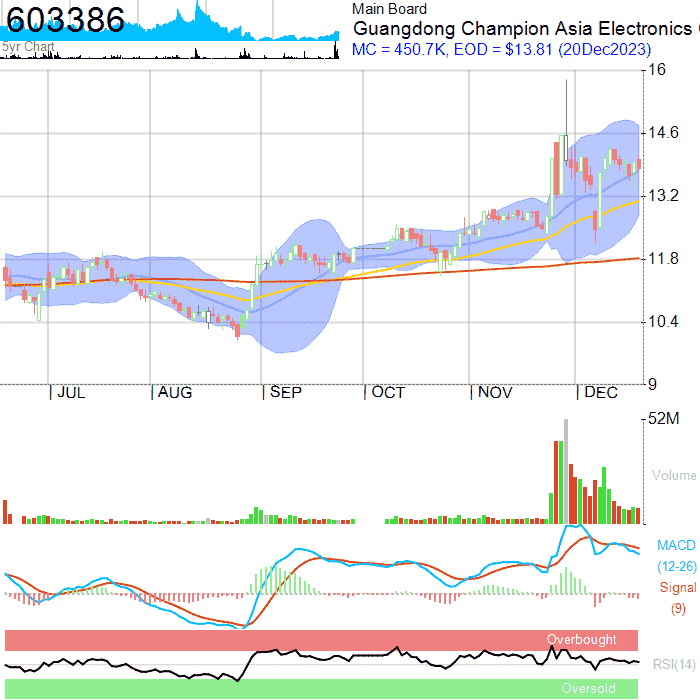 603386
5yr Chart
Main Board
Guangdong Champion Asia Electronics
MC = 450.7K, EOD = $13.81 (20Dec2023)
16
14.6
13.2
11.8
10.4
9
JUL AUG SEP OCT NOV DEC
52M
Volume
MACD
(12-26)
Signal
(9)
Overbought
RSI(14)
Oversold